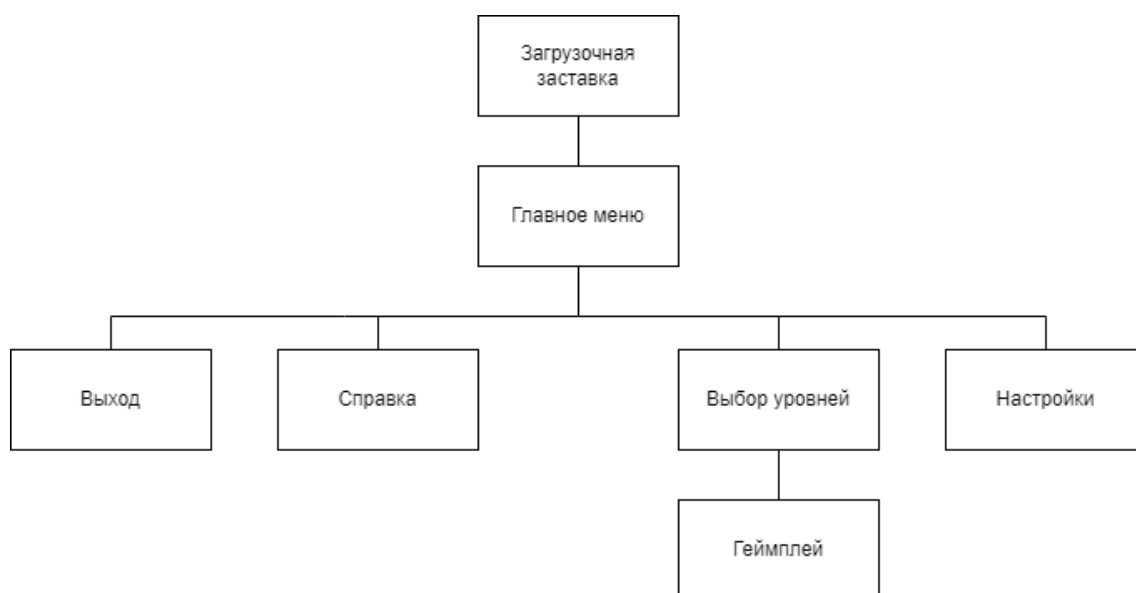 Загрузочная
заставка
Главное меню
Выход
Справка
Выбор уровней
Настройки
Геймплей